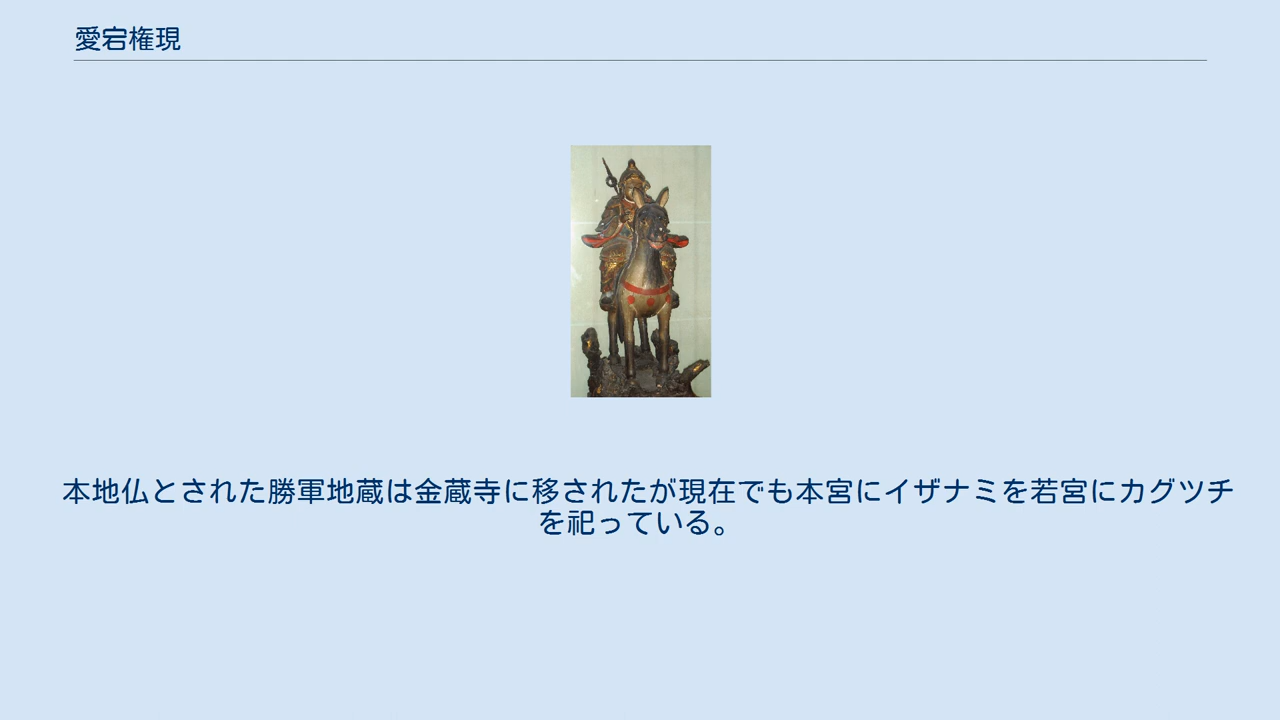 愛宕権現
本地仏とされた勝軍地蔵は金蔵寺に移されたが現在でも本宮にイザナミを若宮にカグツチ
を祀っている。